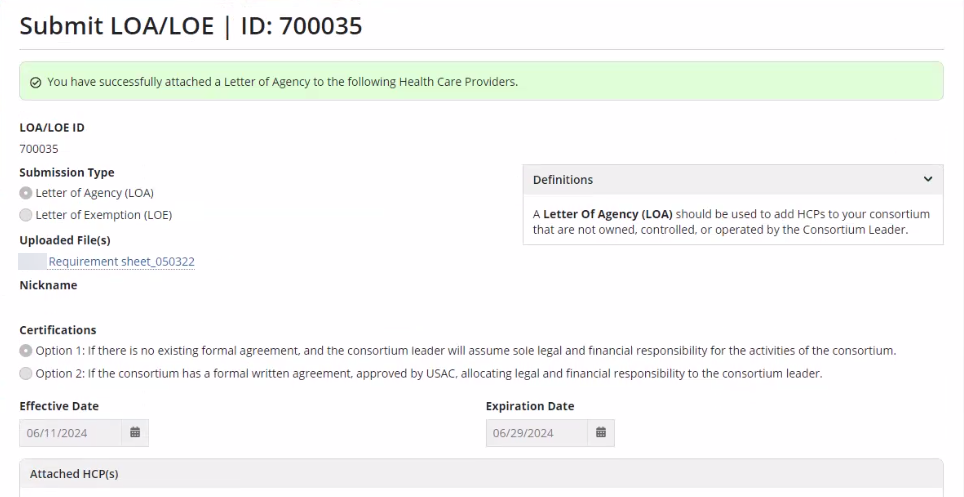 Submit LOA/LOE | ID: 700035
You have successfully attached a Letter of Agency to the following Health Care Providers.
LOA/LOE ID
700035
Submission Type
Letter of Agency (LOA)
Letter of Exemption (LOE)
Definitions
A Letter Of Agency (LOA) should be used to add HCPs to your consortium
that are not owned, controlled, or operated by the Consortium Leader.
Uploaded File(s)
Requirement sheet_050322
Nickname
Certifications
Option 1: If there is no existing formal agreement, and the consortium leader will assume sole legal and financial responsibility for the activities of the consortium.
Option 2: If the consortium has a formal written agreement, approved by USAC, allocating legal and financial responsibility to the consortium leader.
Effective Date
06/11/2024
Expiration Date
06/29/2024
Attached HCP(s)